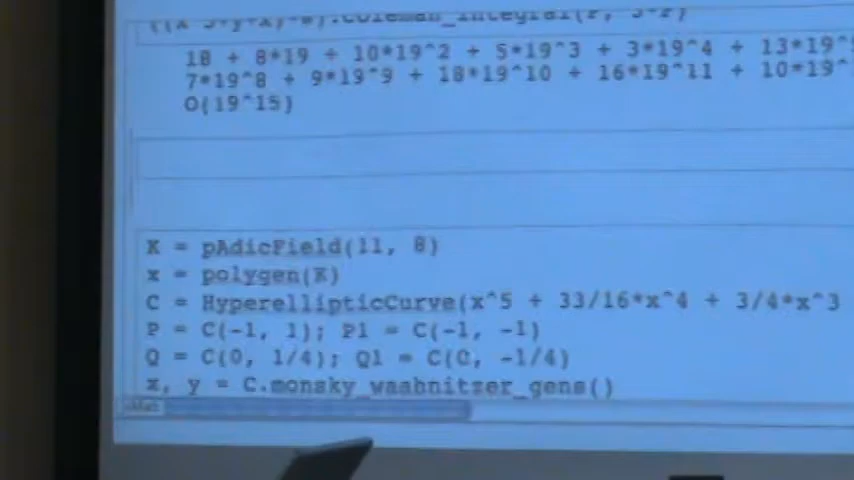 18 + 8*19 + 10*19^2 + 5*19^3 + 3*19^4 + 13*19^
7*19^8 + 9*19^9 + 18*19^10 + 16*19^11 + 10*19^
O(19^15)
K = pAdicField(11, 8)
x = polygen(K)
C = HyperellipticCurve(x^5 + 33/16*x^4 + 3/4*x^3
P = C(-1, 1); P1 = C(-1, -1)
Q = C(0, 1/4); Q1 = C(0, -1/4)
x, y = C.monsky_washnitzer_gens()